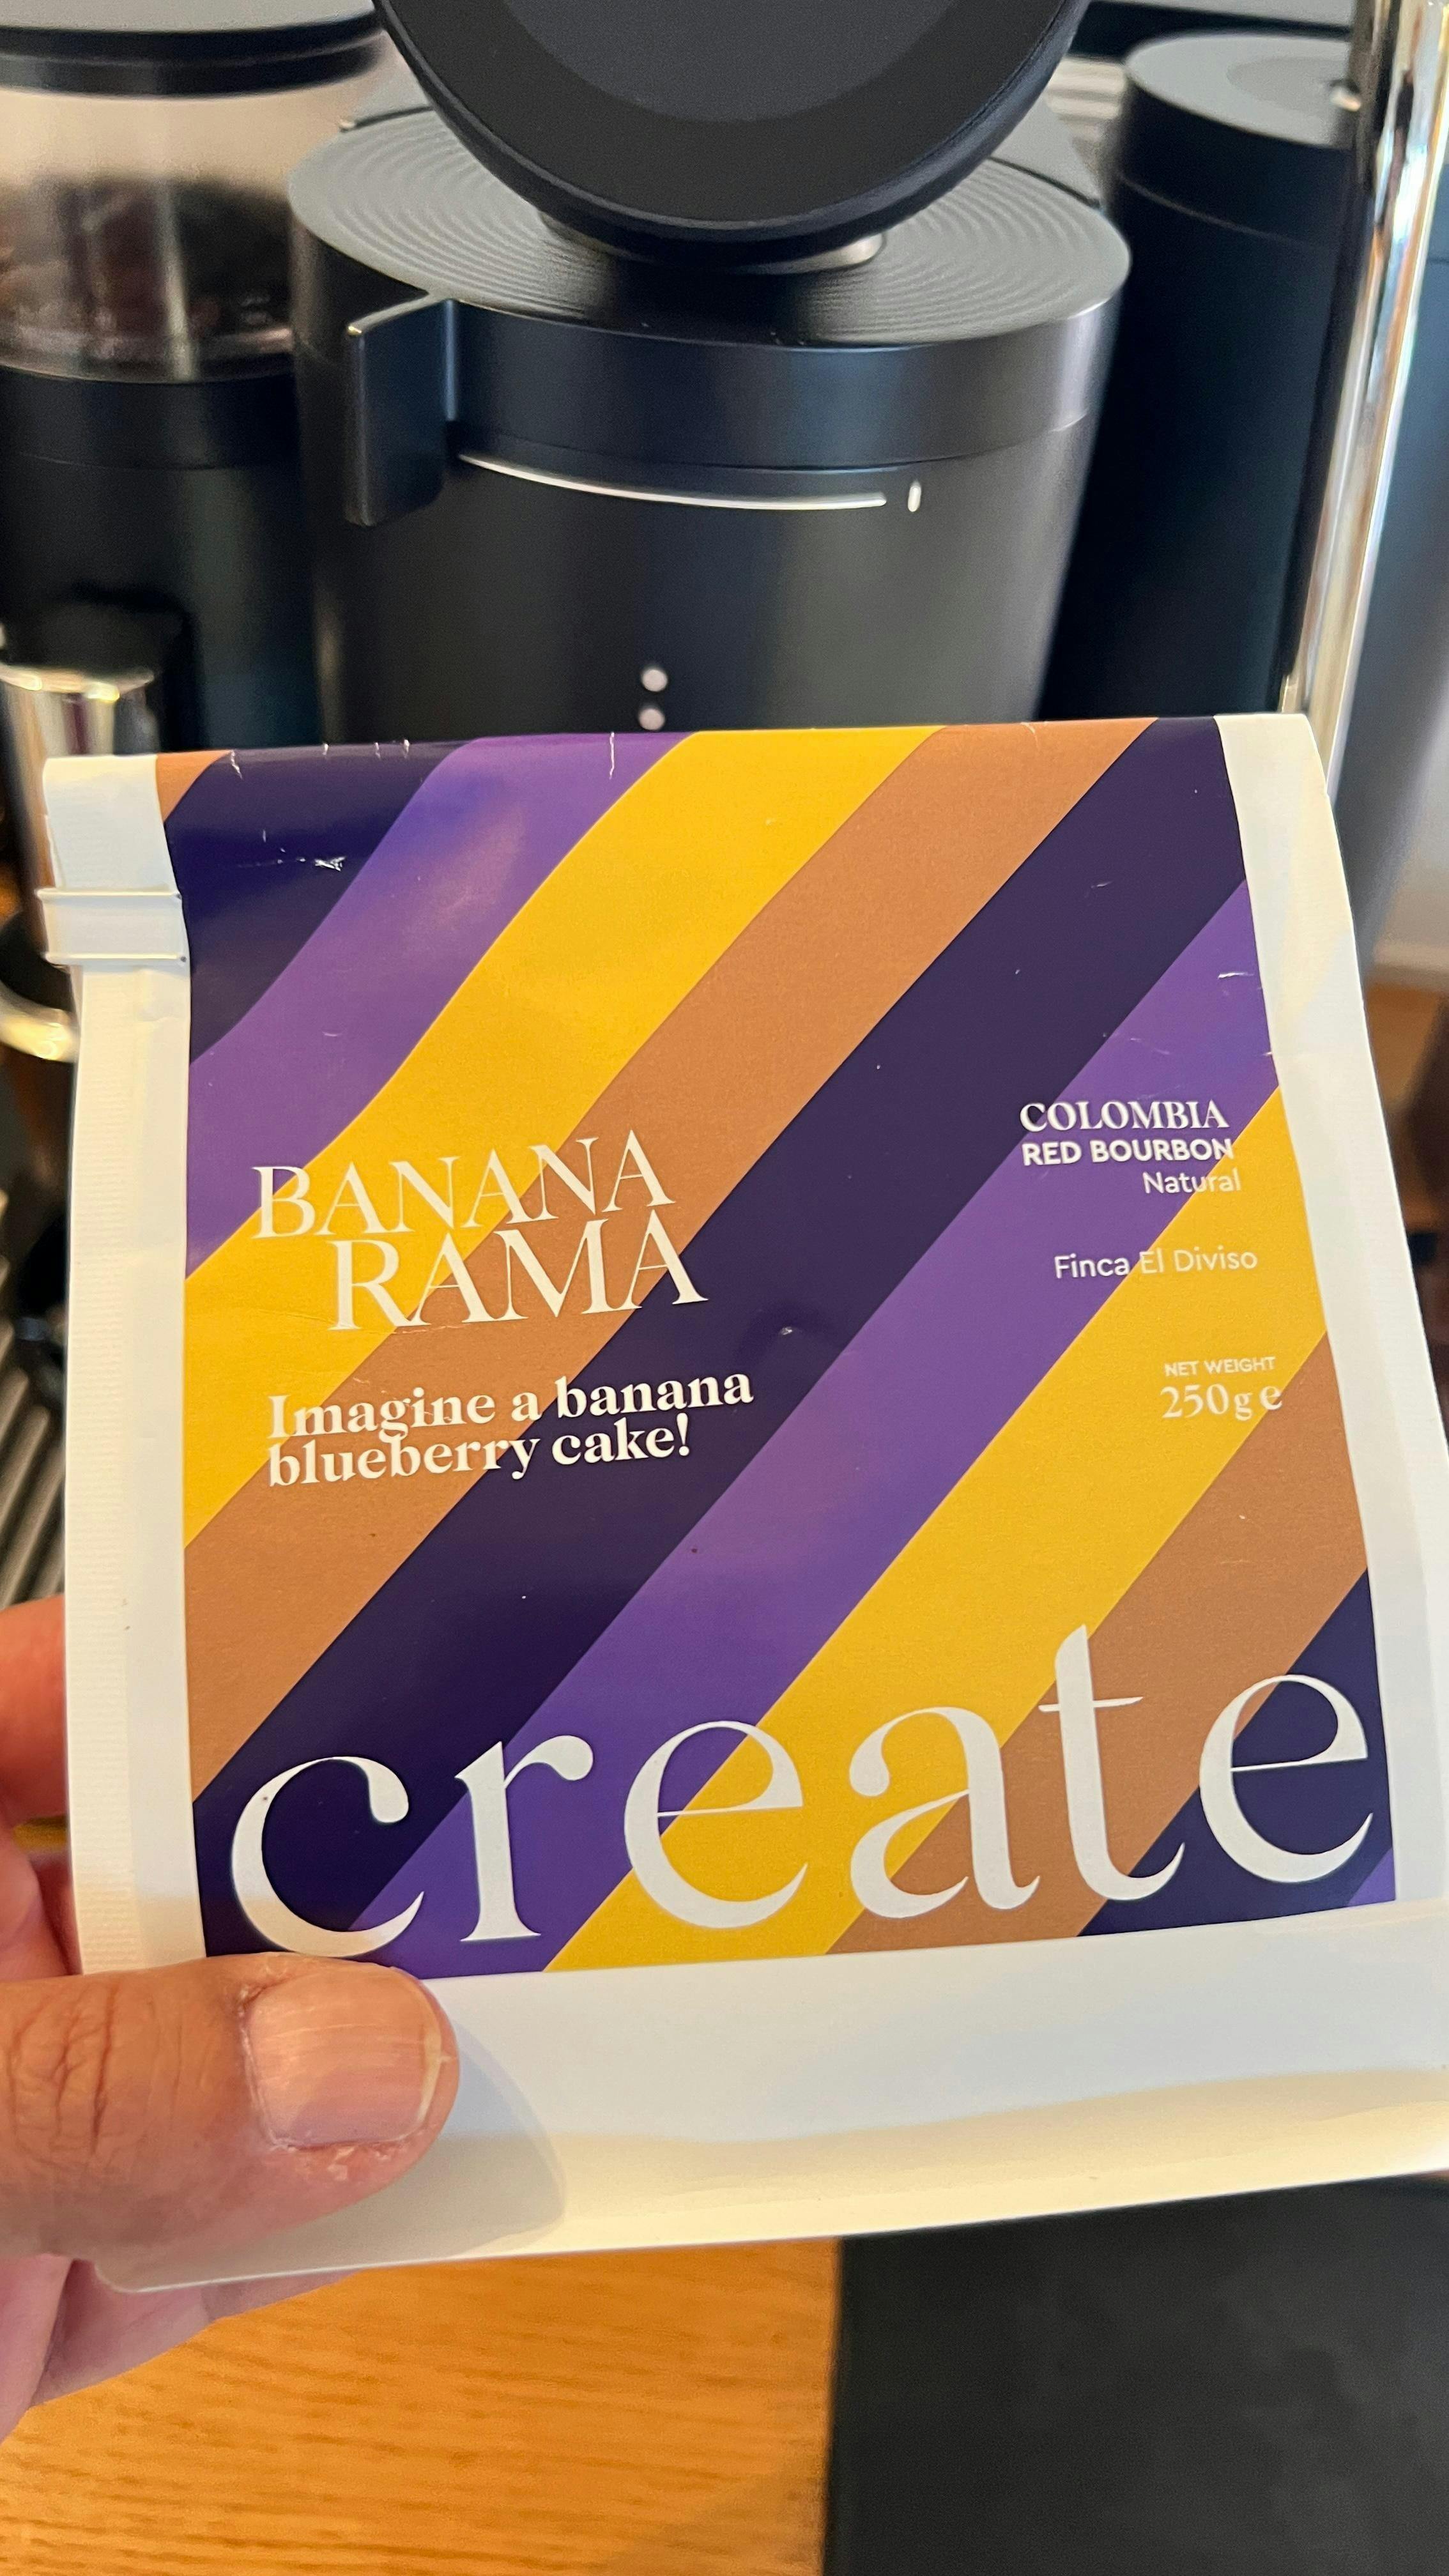 BANANA
RAMA
Imagine a banana
blueberry cake!
COLOMBIA
RED BOURBON
Natural
Finca El Diviso
NET WEIGHT
250g e
create